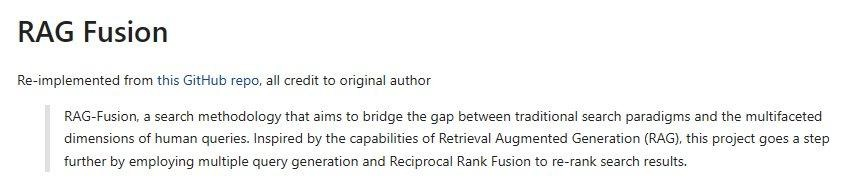 RAG Fusion
Re-implemented from this GitHub repo, all credit to original author
RAG-Fusion, a search methodology that aims to bridge the gap between traditional search paradigms and the multifaceted
dimensions of human queries. Inspired by the capabilities of Retrieval Augmented Generation (RAG), this project goes a step
further by employing multiple query generation and Reciprocal Rank Fusion to re-rank search results.